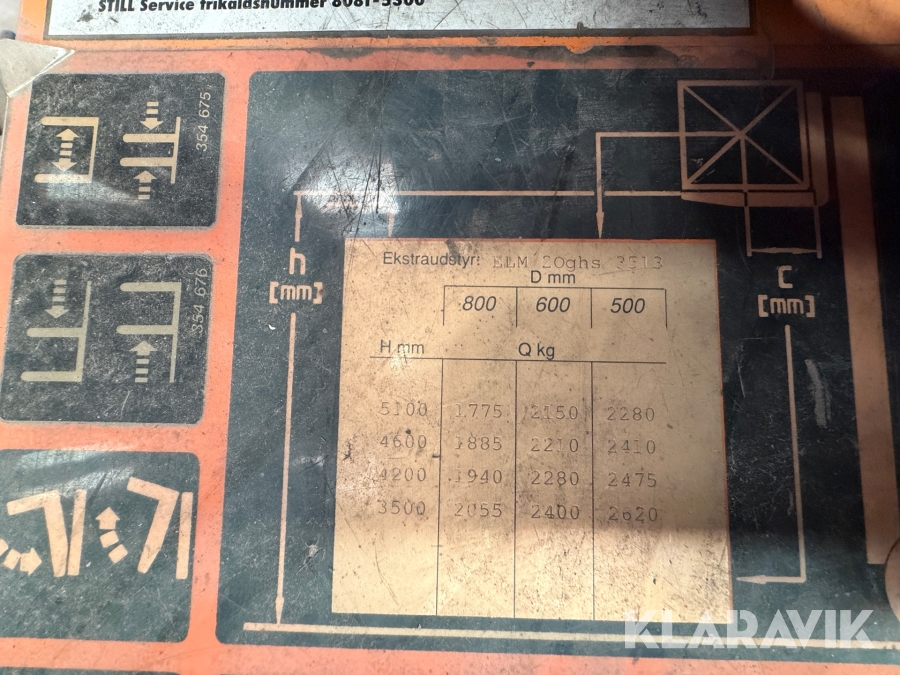 STILL Service frikaldsnummer 8081-5306
354 675
h
[mm]
Ekstraudstyr: ELM 20ghs 3513
D mm
800 600 500
C
[mm]
354 676
H mm Q kg
5100 1775 2150 2280
4600 1885 2210 2410
4200 1940 2280 2475
3500 2055 2400 2620
KLARAVIK